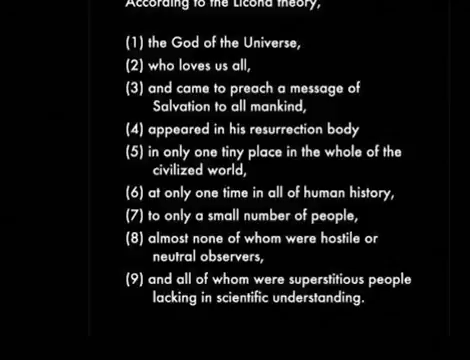 According to the Licona theory,
(1) the God of the Universe,
(2) who loves us all,
(3) and came to preach a message of
Salvation to all mankind,
(4) appeared in his resurrection body
(5) in only one tiny place in the whole of the
civilized world,
(6) at only one time in all of human history,
(7) to only a small number of people,
(8) almost none of whom were hostile or
neutral observers,
(9) and all of whom were superstitious people
lacking in scientific understanding.